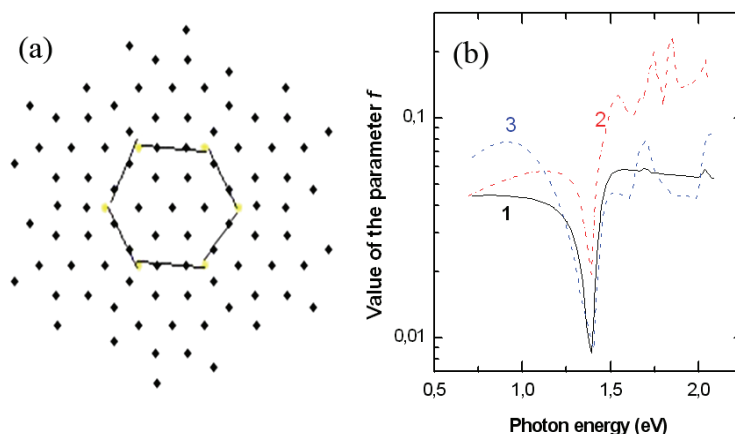 (a)
(b)
Value of the parameter f
0,1
0,01
1
2
3
0,5 1,0 1,5 2,0
Photon energy (eV)